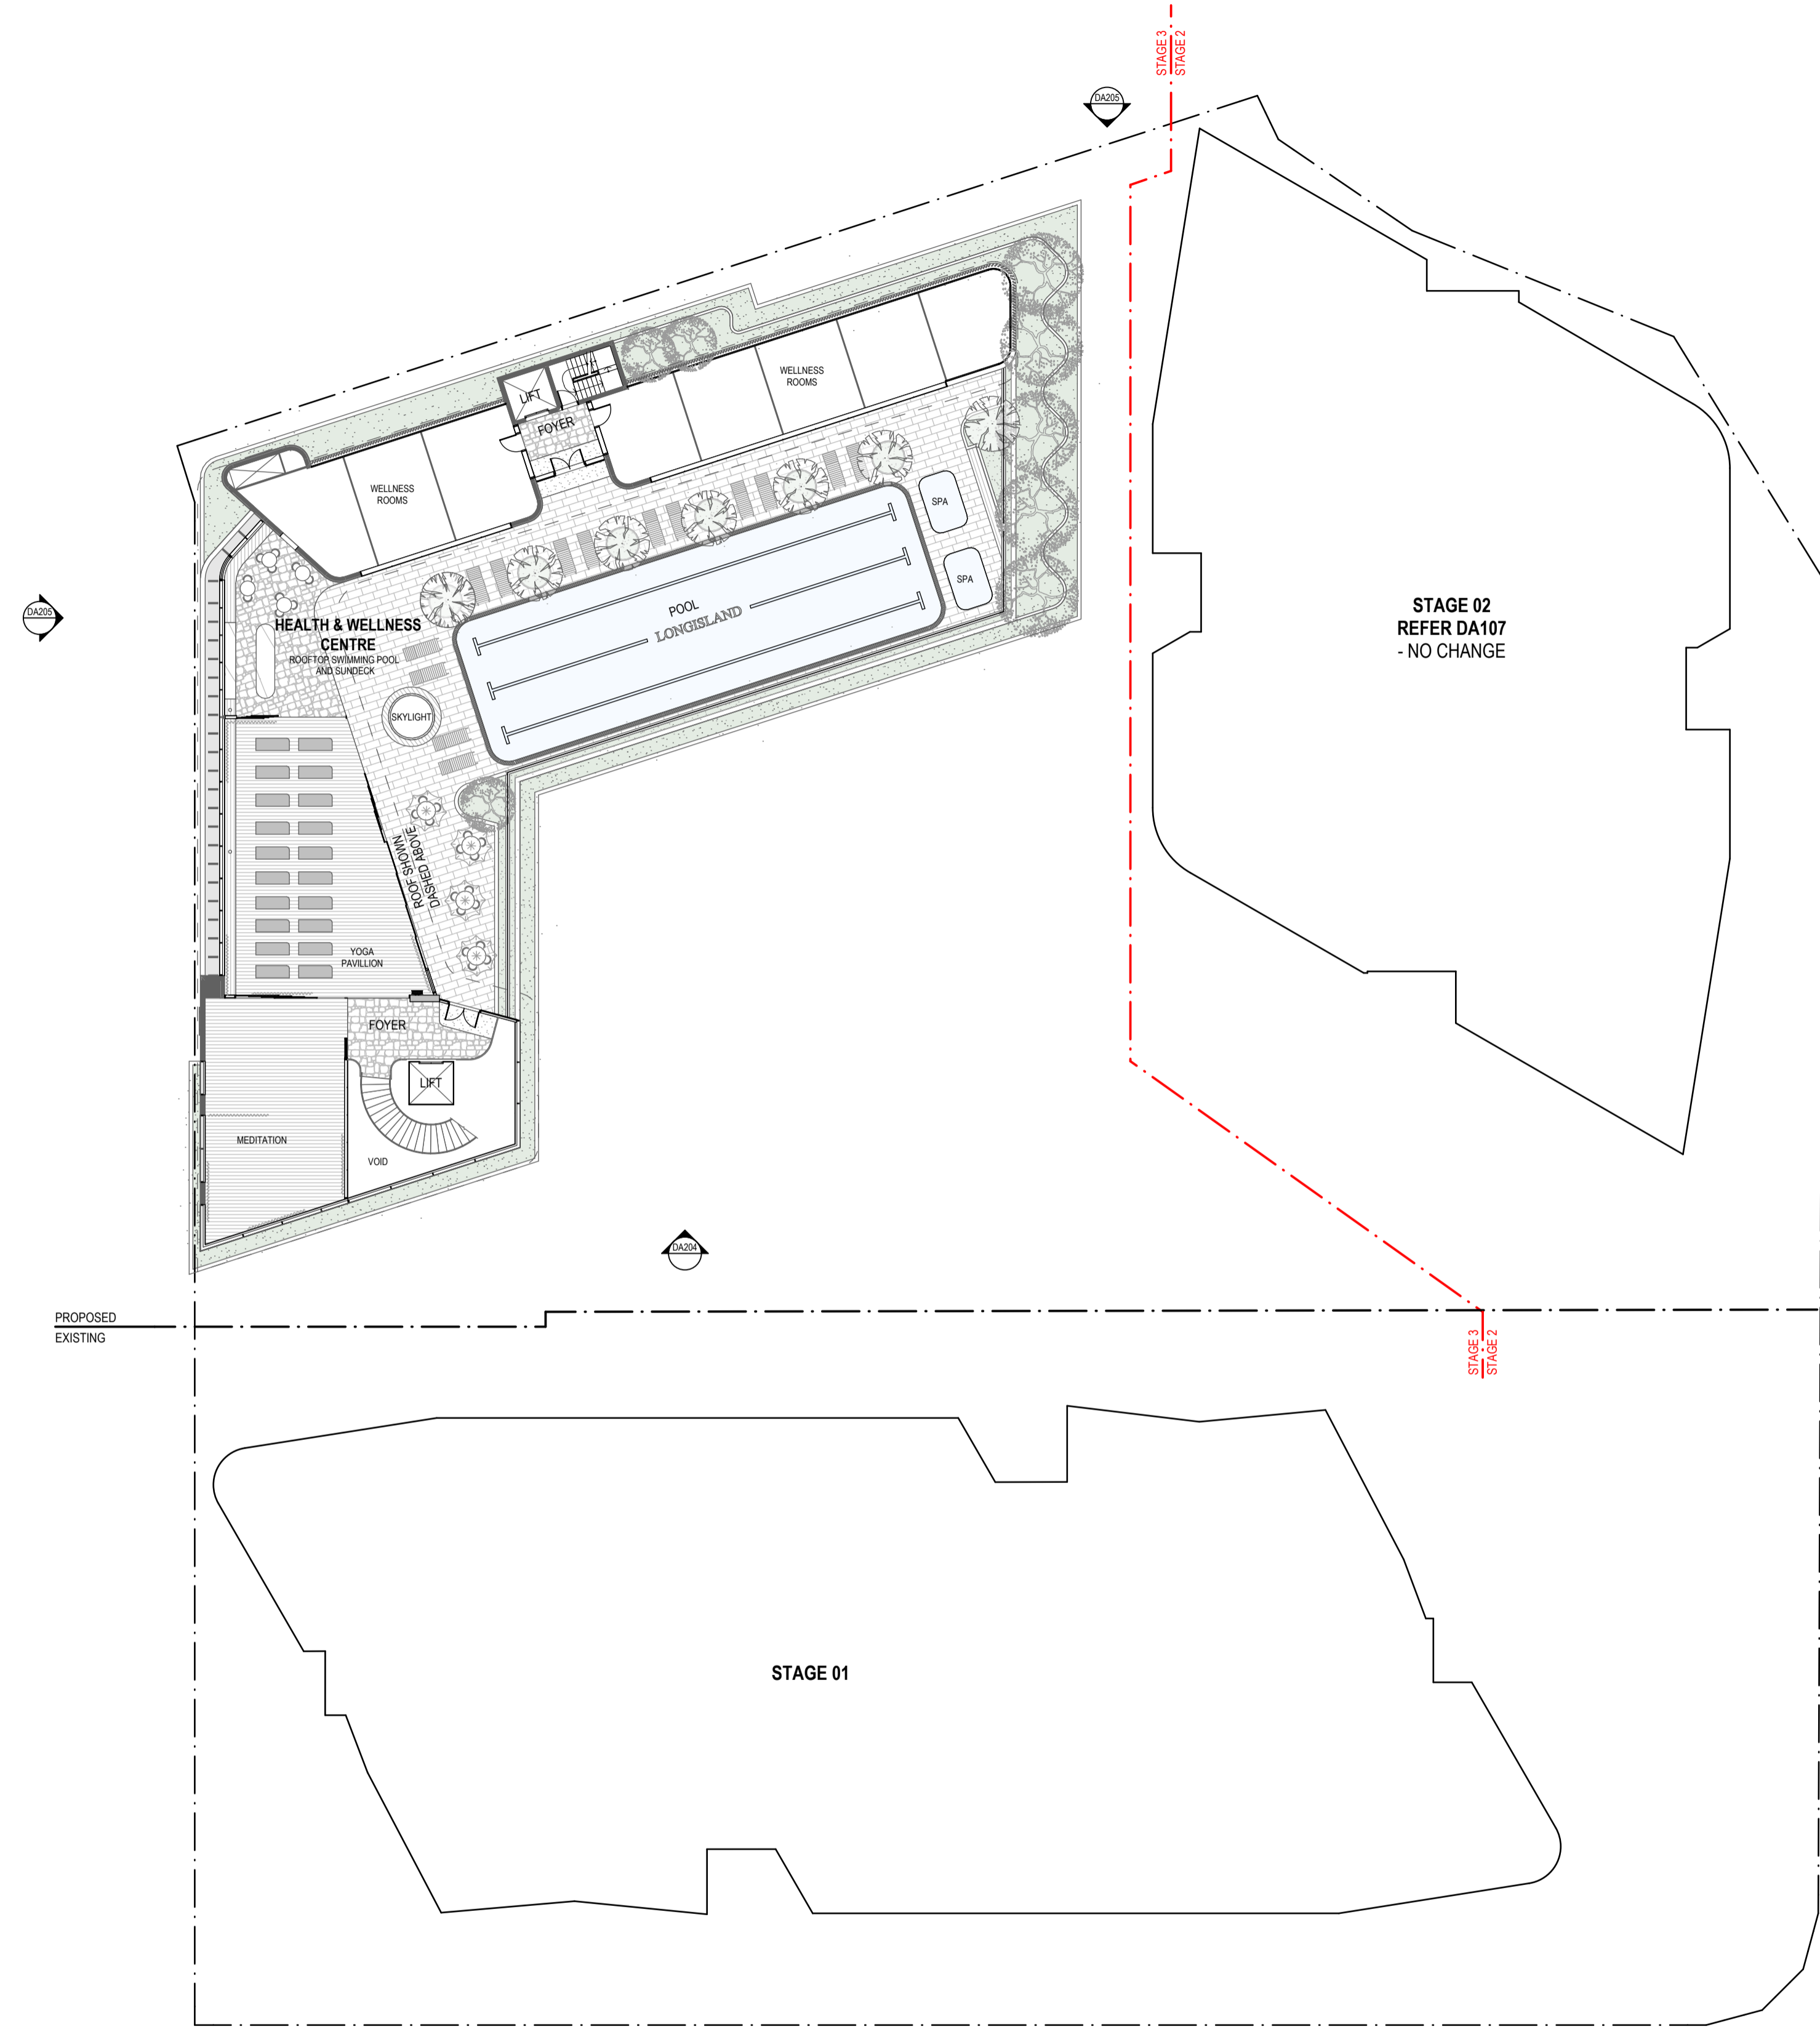 STAGE 3
STAGE 2
DA205
LIFT
FOYER
WELLNESS
ROOMS
WELLNESS
ROOMS
SPA
SPA
POOL
LONGISLAND
DA205
HEALTH & WELLNESS
CENTRE
ROOFTOP SWIMMING POOL
AND SUNDECK
SKYLIGHT
STAGE 02
REFER DA107
- NO CHANGE
ROOF SHOWN
DASHED ABOVE
YOGA
PAVILLION
FOYER
LIFT
MEDITATION
VOID
DA204
PROPOSED
EXISTING
STAGE 3
STAGE 2
STAGE 01